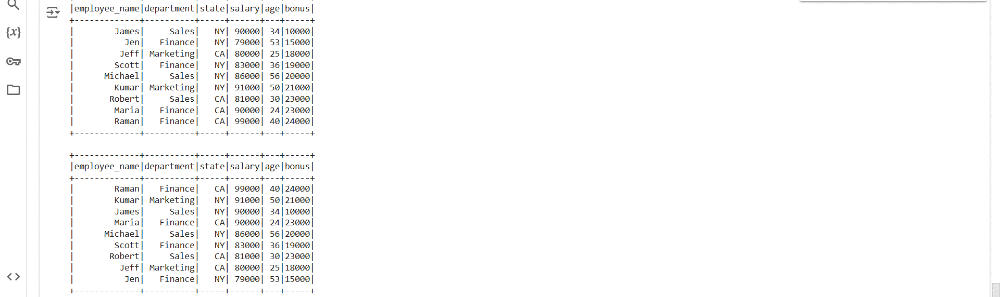 |employee_name|department|state|salary|age|bonus|
+-------------+----------+-----+------+---+-----+
|        James|     Sales|   NY| 90000| 34|10000|
|          Jen|   Finance|   NY| 79000| 53|15000|
|         Jeff| Marketing|   CA| 80000| 25|18000|
|        Scott|   Finance|   NY| 83000| 36|19000|
|      Michael|     Sales|   NY| 86000| 56|20000|
|        Kumar| Marketing|   NY| 91000| 50|21000|
|       Robert|     Sales|   CA| 81000| 30|23000|
|        Maria|   Finance|   CA| 90000| 24|23000|
|        Raman|   Finance|   CA| 99000| 40|24000|
+-------------+----------+-----+------+---+-----+
+-------------+----------+-----+------+---+-----+
|employee_name|department|state|salary|age|bonus|
+-------------+----------+-----+------+---+-----+
|        Raman|   Finance|   CA| 99000| 40|24000|
|        Kumar| Marketing|   NY| 91000| 50|21000|
|        James|     Sales|   NY| 90000| 34|10000|
|        Maria|   Finance|   CA| 90000| 24|23000|
|      Michael|     Sales|   NY| 86000| 56|20000|
|        Scott|   Finance|   NY| 83000| 36|19000|
|       Robert|     Sales|   CA| 81000| 30|23000|
|         Jeff| Marketing|   CA| 80000| 25|18000|
|          Jen|   Finance|   NY| 79000| 53|15000|
+-------------+----------+-----+------+---+-----+
{x}
<>